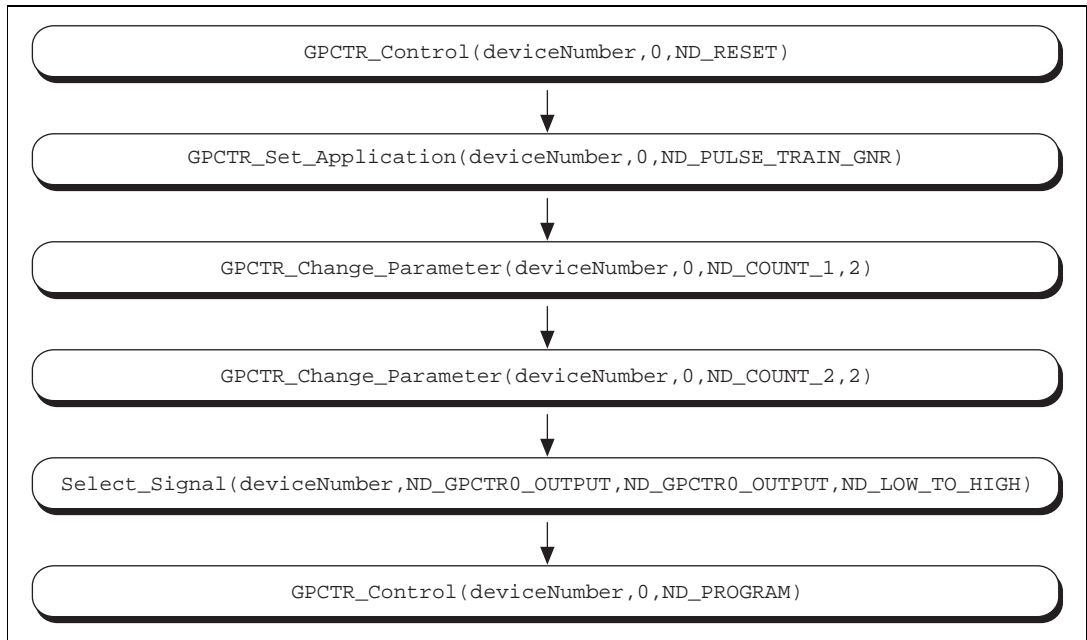 GPCTR_Control(deviceNumber,0,ND_RESET)
GPCTR_Set_Application(deviceNumber,0,ND_PULSE_TRAIN_GNR)
GPCTR_Change_Parameter(deviceNumber,0,ND_COUNT_1,2)
GPCTR_Change_Parameter(deviceNumber,0,ND_COUNT_2,2)
Select_Signal(deviceNumber,ND_GPCTR0_OUTPUT,ND_GPCTR0_OUTPUT,ND_LOW_TO_HIGH)
GPCTR_Control(deviceNumber,0,ND_PROGRAM)